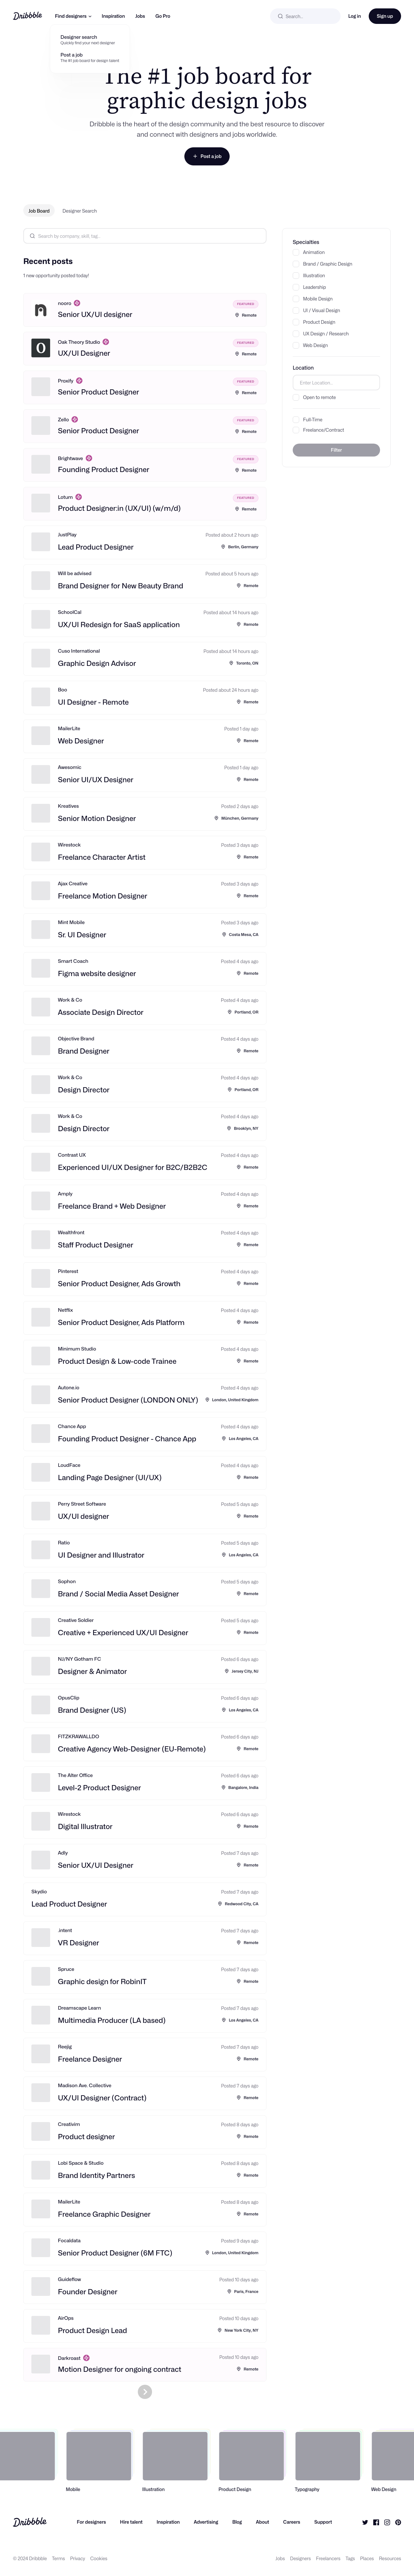 Dribbble
Find designers
Inspiration
Jobs
Go Pro
Search..
Log in
Sign up
Designer search
Quickly find your next designer
Post a job
The #1 job board for design talent
The #1 job board for
graphic design jobs
Dribbble is the heart of the design community and the best resource to discover
and connect with designers and jobs worldwide.
+ Post a job
Job Board
Designer Search
Search by company, skill, tag...
Recent posts
1 new opportunity posted today!
nooro
FEATURED
Senior UX/UI designer
Remote
Oak Theory Studio
FEATURED
UX/UI Designer
Remote
Proxify
FEATURED
Senior Product Designer
Remote
Zello
FEATURED
Senior Product Designer
Remote
Brightwave
FEATURED
Founding Product Designer
Remote
Lotum
FEATURED
Product Designer:in (UX/UI) (w/m/d)
Remote
JustPlay
Posted about 2 hours ago
Lead Product Designer
Berlin, Germany
Will be advised
Posted about 5 hours ago
Brand Designer for New Beauty Brand
Remote
SchoolCal
Posted about 14 hours ago
UX/UI Redesign for SaaS application
Remote
Cuso International
Posted about 14 hours ago
Graphic Design Advisor
Toronto, ON
Boo
Posted about 24 hours ago
UI Designer - Remote
Remote
MailerLite
Posted 1 day ago
Web Designer
Remote
Awesomic
Posted 1 day ago
Senior UI/UX Designer
Remote
Kreatives
Posted 2 days ago
Senior Motion Designer
München, Germany
Wirestock
Posted 3 days ago
Freelance Character Artist
Remote
Ajax Creative
Posted 3 days ago
Freelance Motion Designer
Remote
Mint Mobile
Posted 3 days ago
Sr. UI Designer
Costa Mesa, CA
Smart Coach
Posted 4 days ago
Figma website designer
Remote
Work & Co
Posted 4 days ago
Associate Design Director
Portland, OR
Objective Brand
Posted 4 days ago
Brand Designer
Remote
Work & Co
Posted 4 days ago
Design Director
Portland, OR
Work & Co
Posted 4 days ago
Design Director
Brooklyn, NY
Contrast UX
Posted 4 days ago
Experienced UI/UX Designer for B2C/B2B2C
Remote
Amply
Posted 4 days ago
Freelance Brand + Web Designer
Remote
Wealthfront
Posted 4 days ago
Staff Product Designer
Remote
Pinterest
Posted 4 days ago
Senior Product Designer, Ads Growth
Remote
Netflix
Posted 4 days ago
Senior Product Designer, Ads Platform
Remote
Minimum Studio
Posted 4 days ago
Product Design & Low-code Trainee
Remote
Autone.io
Posted 4 days ago
Senior Product Designer (LONDON ONLY)
London, United Kingdom
Chance App
Posted 4 days ago
Founding Product Designer - Chance App
Los Angeles, CA
LoudFace
Posted 4 days ago
Landing Page Designer (UI/UX)
Remote
Perry Street Software
Posted 5 days ago
UX/UI designer
Remote
Ratio
Posted 5 days ago
UI Designer and Illustrator
Los Angeles, CA
Sophon
Posted 5 days ago
Brand / Social Media Asset Designer
Remote
Creative Soldier
Posted 5 days ago
Creative + Experienced UX/UI Designer
Remote
NJ/NY Gotham FC
Posted 6 days ago
Designer & Animator
Jersey City, NJ
OpusClip
Posted 6 days ago
Brand Designer (US)
Los Angeles, CA
FITZKRAWALLDO
Posted 6 days ago
Creative Agency Web-Designer (EU-Remote)
Remote
The Alter Office
Posted 6 days ago
Level-2 Product Designer
Bangalore, India
Wirestock
Posted 6 days ago
Digital Illustrator
Remote
Adly
Posted 7 days ago
Senior UX/UI Designer
Remote
Skydio
Posted 7 days ago
Lead Product Designer
Redwood City, CA
.intent
Posted 7 days ago
VR Designer
Remote
Spruce
Posted 7 days ago
Graphic design for RobinIT
Remote
Dreamscape Learn
Posted 7 days ago
Multimedia Producer (LA based)
Los Angeles, CA
Reejig
Posted 7 days ago
Freelance Designer
Remote
Madison Ave. Collective
Posted 7 days ago
UX/UI Designer (Contract)
Remote
Creativirn
Posted 8 days ago
Product designer
Remote
Lobi Space & Studio
Posted 8 days ago
Brand Identity Partners
Remote
MailerLite
Posted 8 days ago
Freelance Graphic Designer
Remote
Focaldata
Posted 9 days ago
Senior Product Designer (6M FTC)
London, United Kingdom
Guideflow
Posted 10 days ago
Founder Designer
Paris, France
AirOps
Posted 10 days ago
Product Design Lead
New York City, NY
Darkroast
Posted 10 days ago
Motion Designer for ongoing contract
Remote
Specialties
Animation
Brand / Graphic Design
Illustration
Leadership
Mobile Design
UI / Visual Design
Product Design
UX Design / Research
Web Design
Location
Enter Location...
Open to remote
Full-Time
Freelance/Contract
Filter
Mobile
Illustration
Product Design
Typography
Web Design
Dribbble
For designers
Hire talent
Inspiration
Advertising
Blog
About
Careers
Support
© 2024 Dribbble
Terms
Privacy
Cookies
Jobs
Designers
Freelancers
Tags
Places
Resources